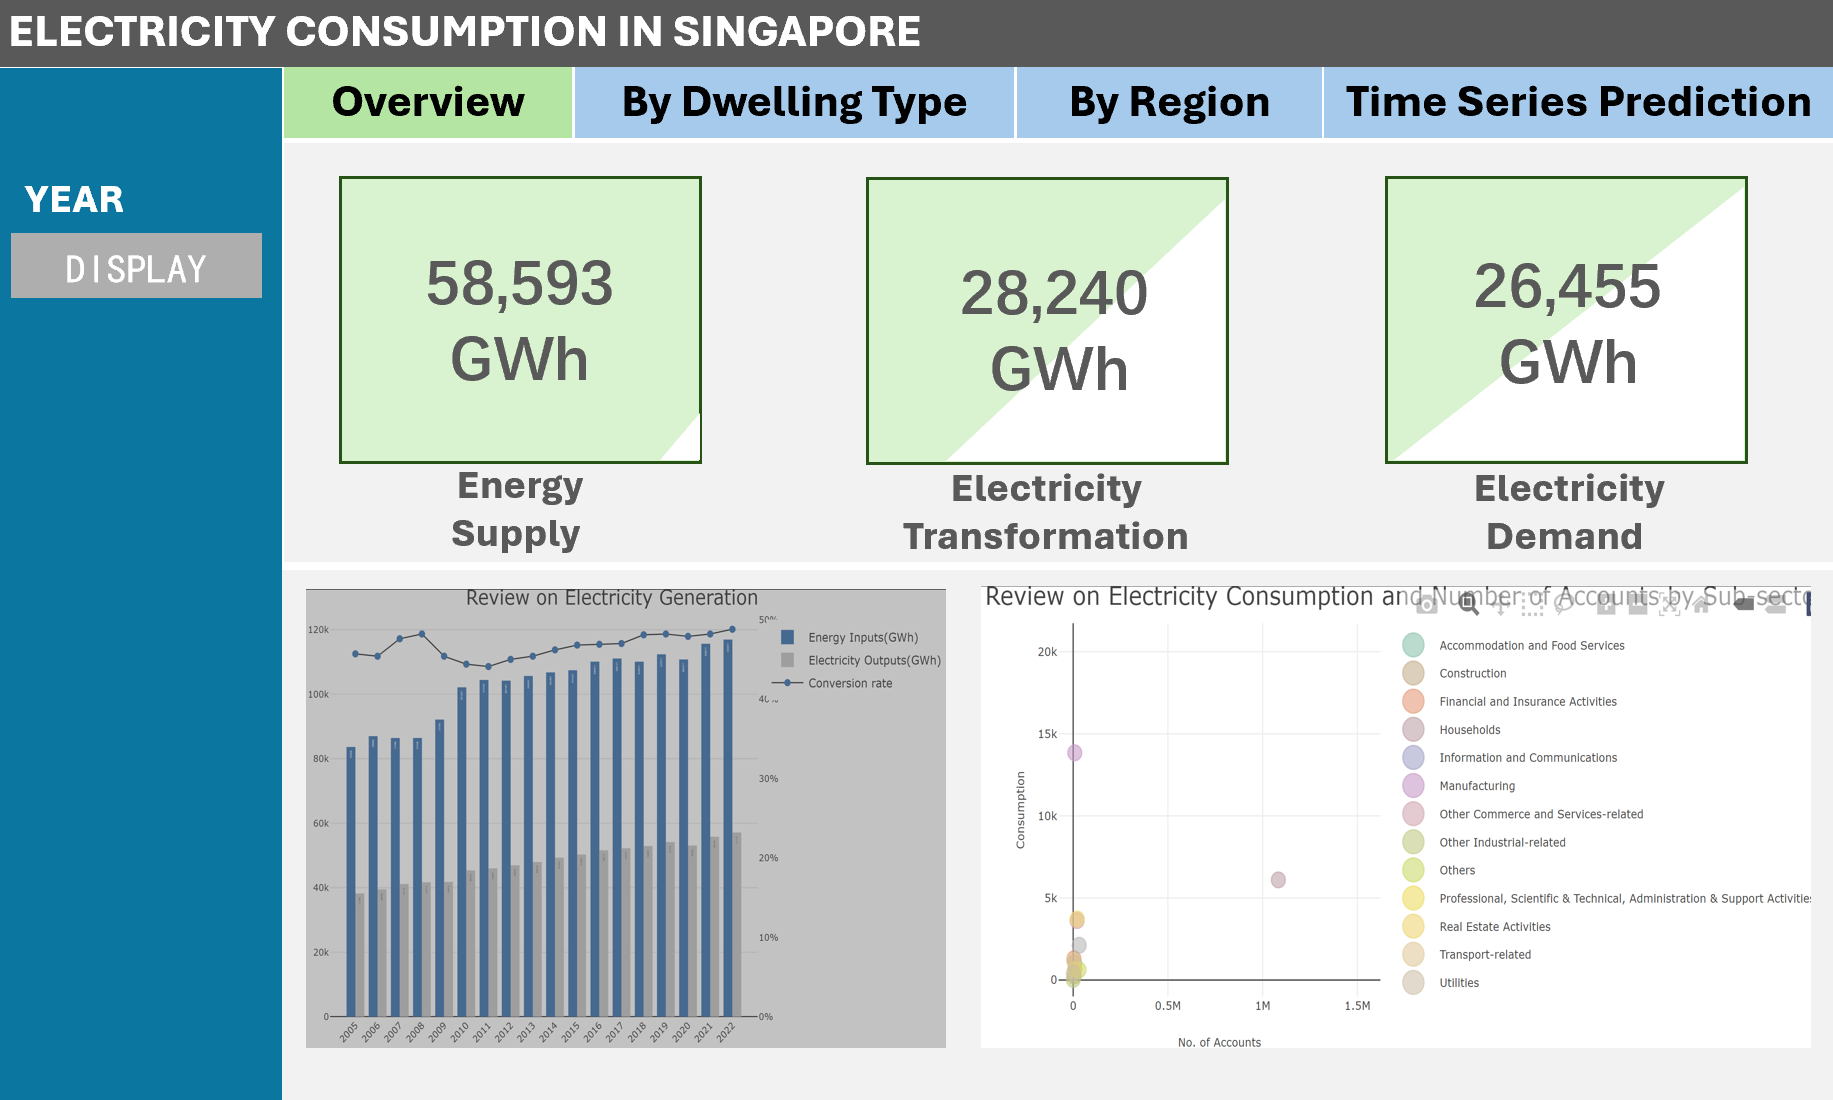 ELECTRICITY CONSUMPTION IN SINGAPORE
Overview
By Dwelling Type
By Region
Time Series Prediction
YEAR
DISPLAY
58,593
GWh
Energy
Supply
28,240
GWh
Electricity
Transformation
26,455
GWh
Electricity
Demand
Review on Electricity Generation
120k
100k
80k
60k
40k
20k
0
50%
40%
30%
20%
10%
0%
Energy Inputs(GWh)
Electricity Outputs(GWh)
Conversion rate
2005
2006
2007
2008
2009
2010
2011
2012
2013
2014
2015
2016
2017
2018
2019
2020
2021
2022
Review on Electricity Consumption and Number of Accounts by Sub-secto
20k
15k
10k
5k
0
Consumption
0
0.5M
1M
1.5M
No. of Accounts
Accommodation and Food Services
Construction
Financial and Insurance Activities
Households
Information and Communications
Manufacturing
Other Commerce and Services-related
Other Industrial-related
Others
Professional, Scientific & Technical, Administration & Support Activities
Real Estate Activities
Transport-related
Utilities